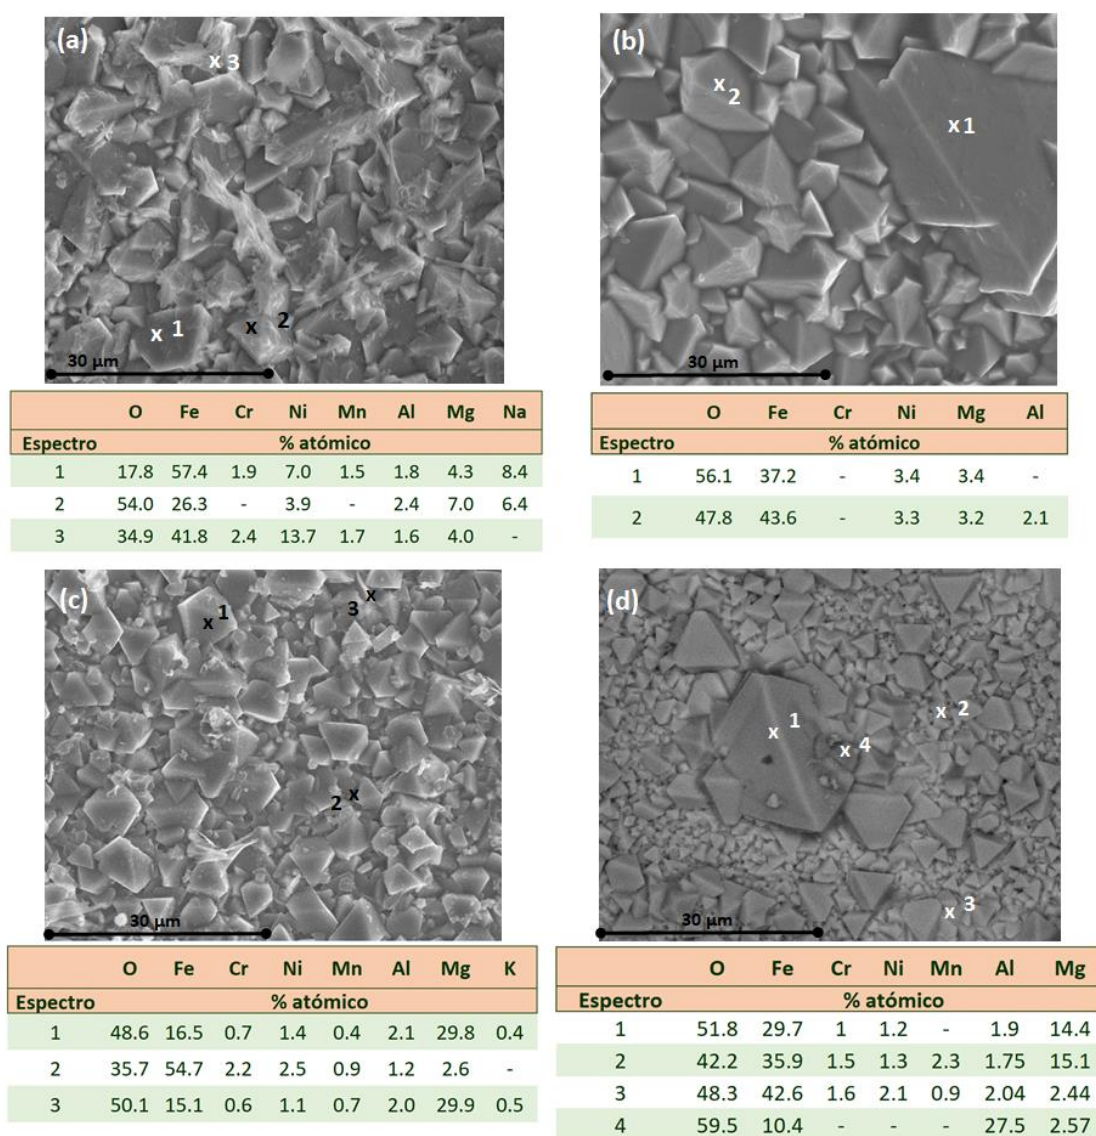 (a)
x 3
x 1
x 2
30 µm
O Fe Cr Ni Mn Al Mg Na
Espectro % atómico
1 17.8 57.4 1.9 7.0 1.5 1.8 4.3 8.4
2 54.0 26.3 - 3.9 - 2.4 7.0 6.4
3 34.9 41.8 2.4 13.7 1.7 1.6 4.0 -
(b)
x 2
x 1
30 µm
O Fe Cr Ni Mg Al
Espectro % atómico
1 56.1 37.2 - 3.4 3.4 -
2 47.8 43.6 - 3.3 3.2 2.1
(c)
x 1
3 x
2 x
30 µm
O Fe Cr Ni Mn Al Mg K
Espectro % atómico
1 48.6 16.5 0.7 1.4 0.4 2.1 29.8 0.4
2 35.7 54.7 2.2 2.5 0.9 1.2 2.6 -
3 50.1 15.1 0.6 1.1 0.7 2.0 29.9 0.5
(d)
x 1
x 2
x 4
x 3
30 µm
O Fe Cr Ni Mn Al Mg
Espectro % atómico
1 51.8 29.7 1 1.2 - 1.9 14.4
2 42.2 35.9 1.5 1.3 2.3 1.75 15.1
3 48.3 42.6 1.6 2.1 0.9 2.04 2.44
4 59.5 10.4 - - - 27.5 2.57